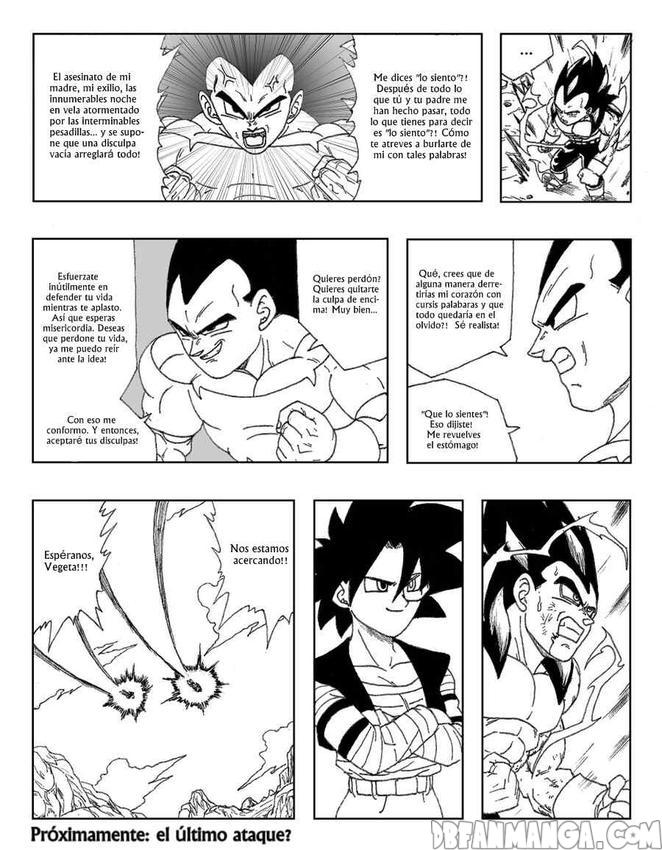 El asesinato de mi
madre, mi exilio, las
innumerables noche
en vela atormentado
por las interminables
pesadillas... y se supo-
ne que una disculpa
vacía arreglará todo!
Me dices "lo siento"?!
Después de todo lo
que tú y tu padre me
han hecho pasar, todo
lo que tienes para decir
es "lo siento"?! Cómo
te atreves a burlarte de
mi con tales palabras!
...
Esfuerzate
inútilmente en
defender tu vida
mientras te aplasto.
Asi que esperas
misericordia. Deseas
que perdone tu vida,
ya me puedo reir
ante la idea!
Con eso me
conformo. Y entonces,
aceptaré tus disculpas!
Quieres perdón?
Quieres quitarte
la culpa de enci-
ma! Muy bien...
Qué, crees que de
alguna manera derre-
tirías mi corazón con
cursis palabaras y que
todo quedaría en el
olvido?! Sé realista!
"Que lo sientes"!
Eso dijiste!
Me revuelves
el estómago!
Espéranos,
Vegeta!!!
Nos estamos
acercando!!
Próximamente: el último ataque?
DBFANMANGA.COM